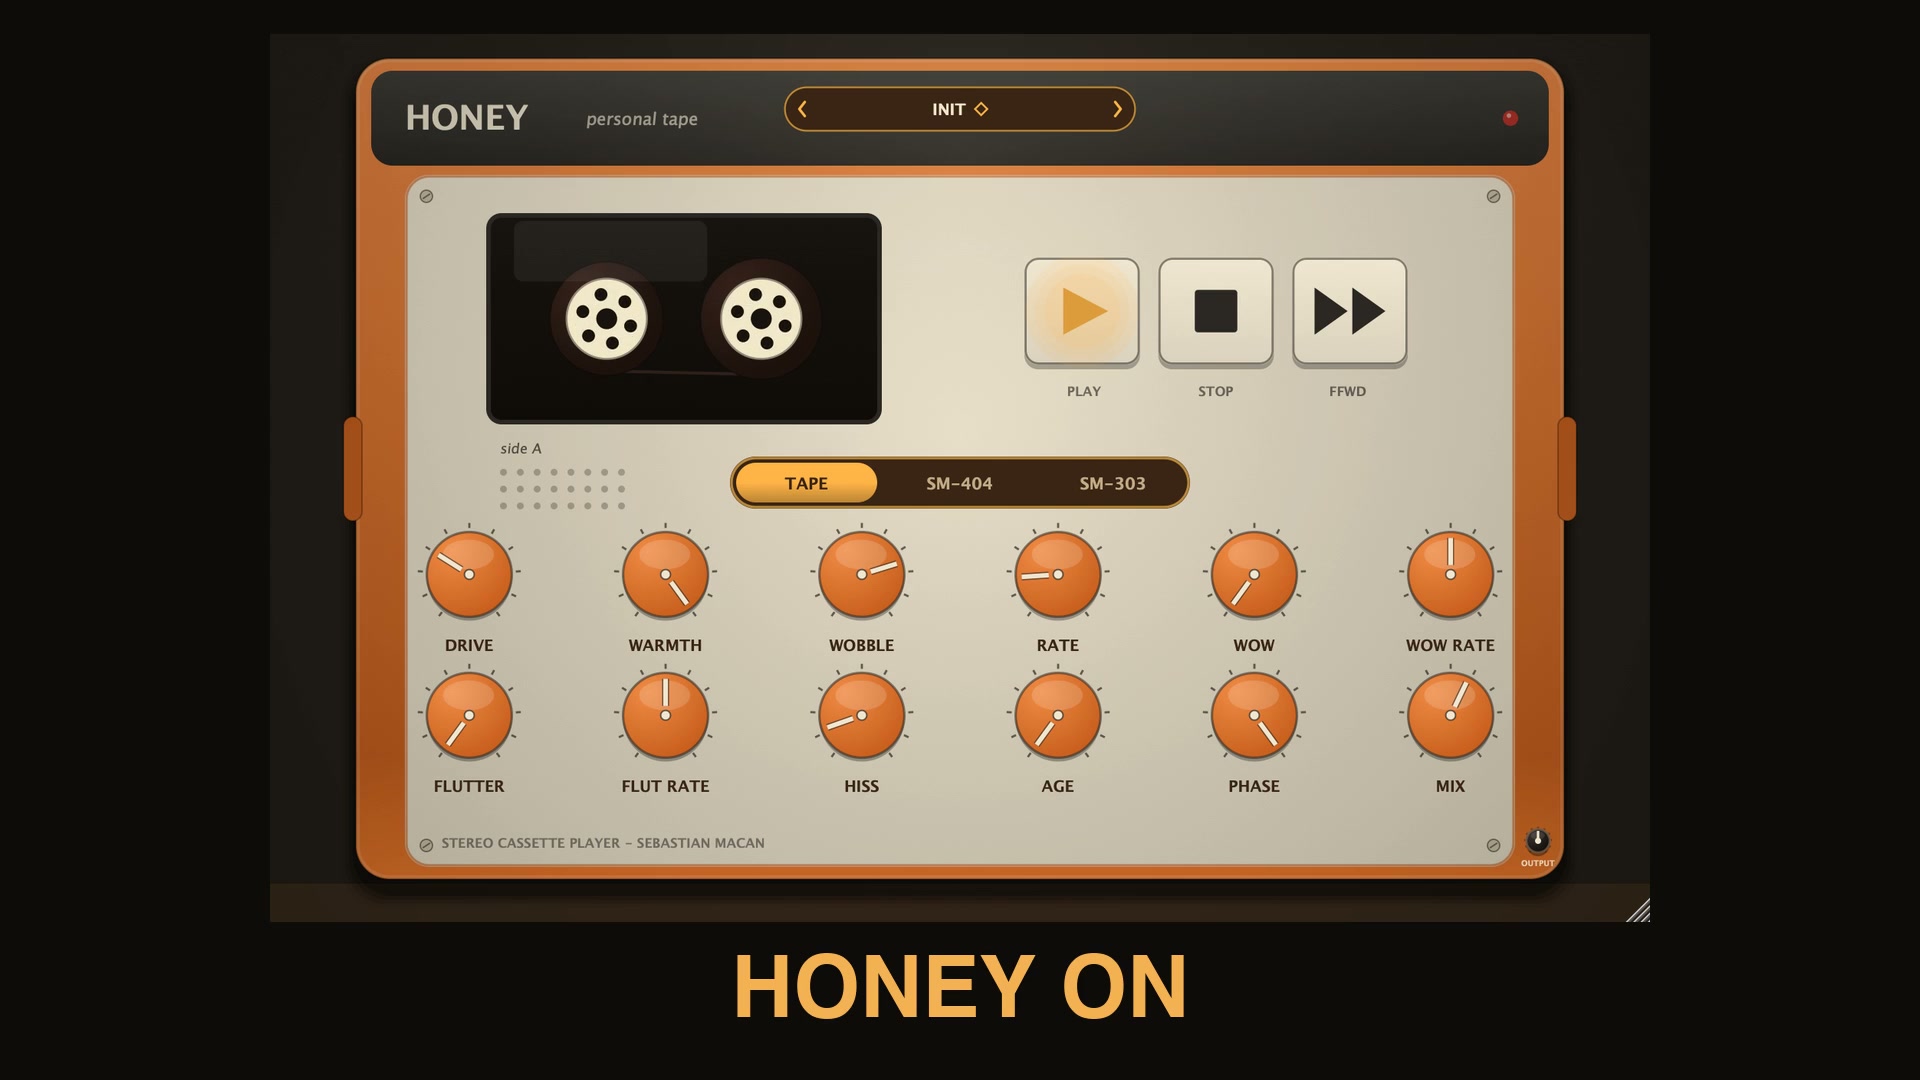 HONEY
personal tape
INIT
PLAY
STOP
FFWD
side A
TAPE
SM-404
SM-303
DRIVE
WARMTH
WOBBLE
RATE
WOW
WOW RATE
FLUTTER
FLUT RATE
HISS
AGE
PHASE
MIX
STEREO CASSETTE PLAYER - SEBASTIAN MACAN
OUTPUT
HONEY ON